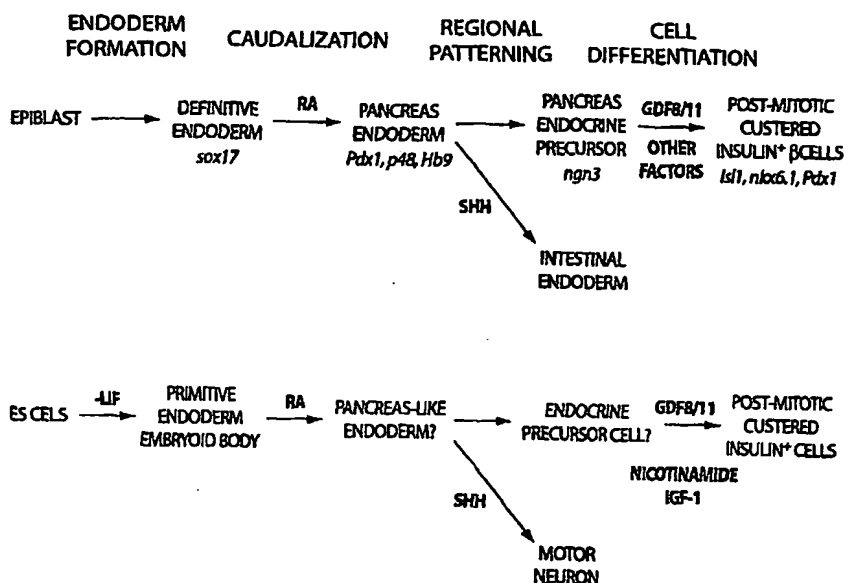 ENDODERM
FORMATION
CAUDALIZATION
REGIONAL
PATTERNING
CELL
DIFFERENTIATION
EPIBLAST
DEFINITIVE
ENDODERM
sox17
RA
PANCREAS
ENDODERM
Pdx1, p48, Hb9
SHH
INTESTINAL
ENDODERM
PANCREAS
ENDOCRINE
PRECURSOR
ngn3
GDF8/11
OTHER
FACTORS
POST-MITOTIC
CUSTERED
INSULIN+ βCELLS
Isl1, nkx6.1, Pdx1
ES CELS
-LIF
PRIMITIVE
ENDODERM
EMBRYOID BODY
RA
PANCREAS-LIKE
ENDODERM?
SHH
MOTOR
NEURON
ENDOCRINE
PRECURSOR CELL?
GDF8/11
NICOTINAMIDE
IGF-1
POST-MITOTIC
CUSTERED
INSULIN+ CELLS